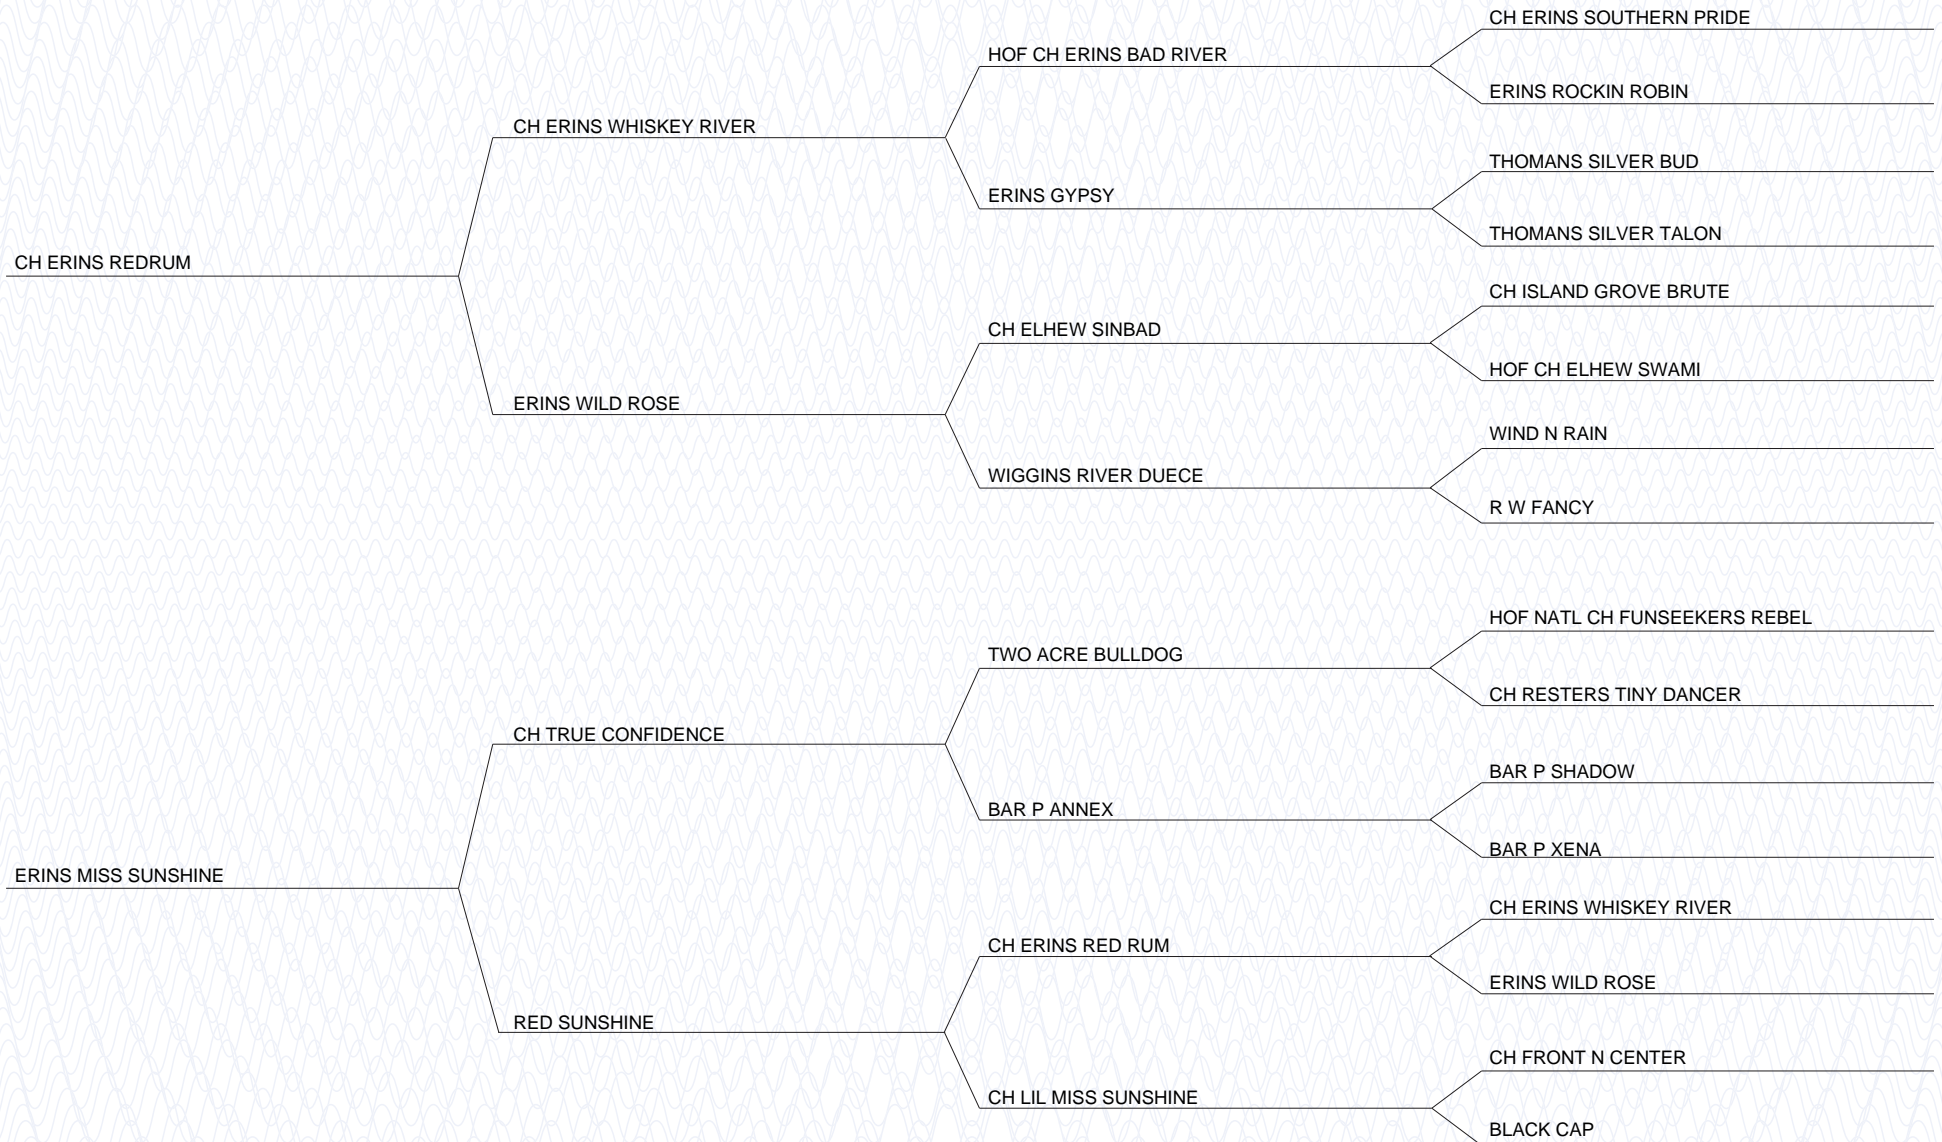 CH ERINS SOUTHERN PRIDE
HOF CH ERINS BAD RIVER
ERINS ROCKIN ROBIN
CH ERINS WHISKEY RIVER
THOMANS SILVER BUD
ERINS GYPSY
THOMANS SILVER TALON
CH ERINS REDRUM
CH ISLAND GROVE BRUTE
CH ELHEW SINBAD
HOF CH ELHEW SWAMI
ERINS WILD ROSE
WIND N RAIN
WIGGINS RIVER DUECE
R W FANCY
HOF NATL CH FUNSEEKERS REBEL
TWO ACRE BULLDOG
CH RESTERS TINY DANCER
CH TRUE CONFIDENCE
BAR P SHADOW
BAR P ANNEX
BAR P XENA
ERINS MISS SUNSHINE
CH ERINS WHISKEY RIVER
CH ERINS RED RUM
ERINS WILD ROSE
RED SUNSHINE
CH FRONT N CENTER
CH LIL MISS SUNSHINE
BLACK CAP